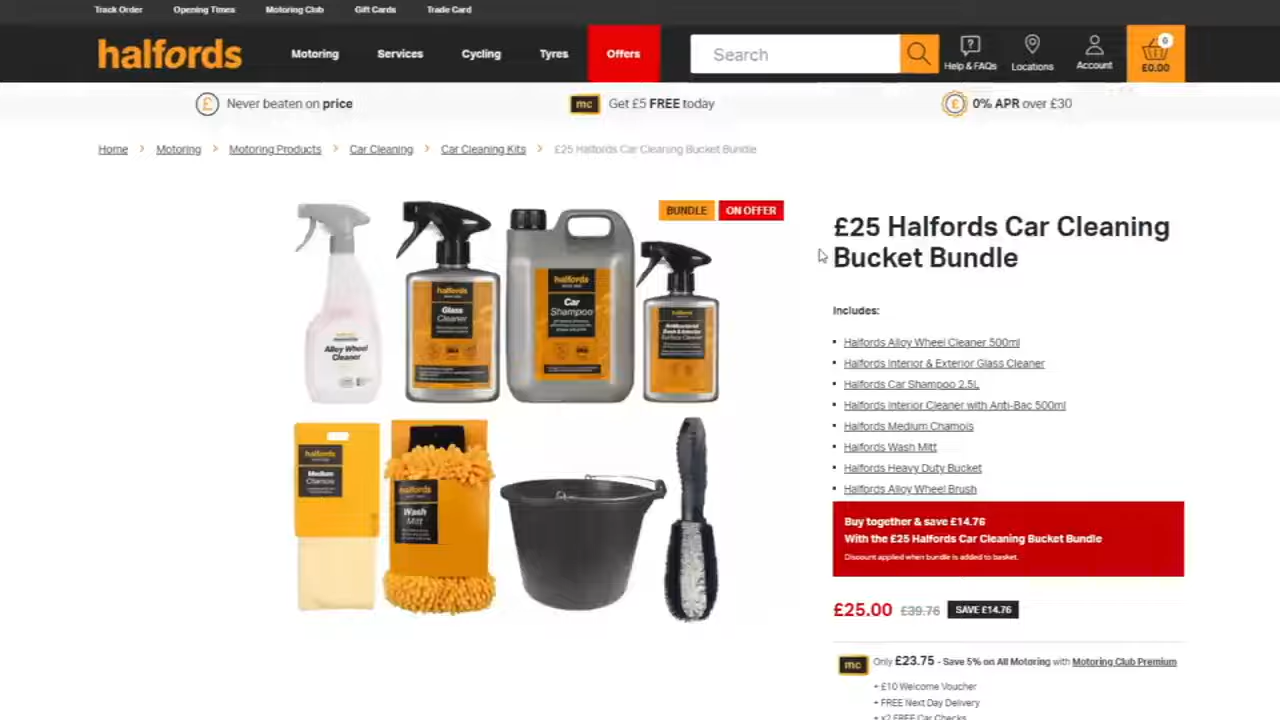 Track Order Opening Times Motoring Club Gift Cards Trade Card
halfords Motoring Services Cycling Tyres Offers Search Help & FAQs Locations Account 0 £0.00
£ Never beaten on price mc Get £5 FREE today £ 0% APR over £30
Home > Motoring > Motoring Products > Car Cleaning > Car Cleaning Kits > £25 Halfords Car Cleaning Bucket Bundle
BUNDLE ON OFFER
£25 Halfords Car Cleaning
Bucket Bundle
halfords
Glass
Cleaner
halfords
Car
Shampoo
halfords
Antibacterial
Surface Cleaner
Alloy Wheel
Cleaner
halfords
Medium
Chamois
halfords
Wash
Mitt
Includes:
Halfords Alloy Wheel Cleaner 500ml
Halfords Interior & Exterior Glass Cleaner
Halfords Car Shampoo 2.5L
Halfords Interior Cleaner with Anti-Bac 500ml
Halfords Medium Chamois
Halfords Wash Mitt
Halfords Heavy Duty Bucket
Halfords Alloy Wheel Brush
Buy together & save £14.76
With the £25 Halfords Car Cleaning Bucket Bundle
Discount applied when bundle is added to basket.
£25.00 £39.76 SAVE £14.76
mc Only £23.75 - Save 5% on All Motoring with Motoring Club Premium
+ £10 Welcome Voucher
+ FREE Next Day Delivery
+ x2 FREE Car Checks